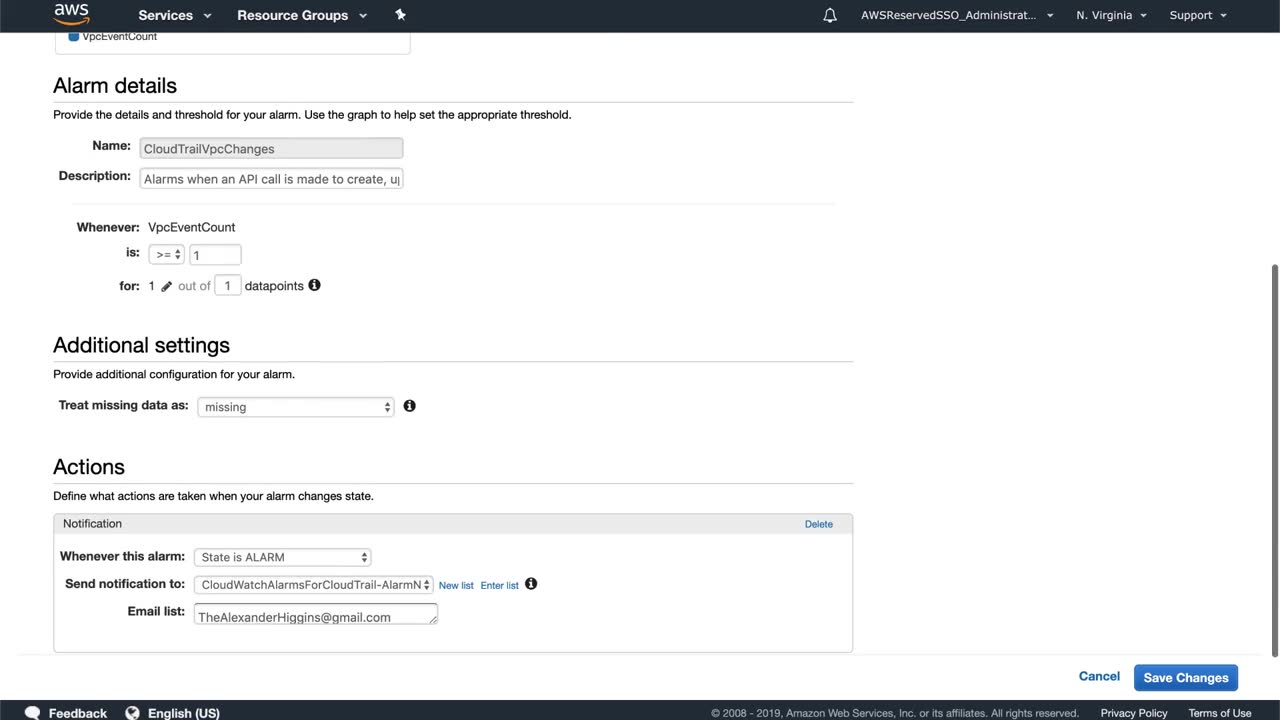 aws Services Resource Groups AWSReservedSSO_Administrat... N. Virginia Support
VpcEventCount
Alarm details
Provide the details and threshold for your alarm. Use the graph to help set the appropriate threshold.
Name: CloudTrailVpcChanges
Description: Alarms when an API call is made to create, up
Whenever: VpcEventCount
is: >= 1
for: 1 out of 1 datapoints
Additional settings
Provide additional configuration for your alarm.
Treat missing data as: missing
Actions
Define what actions are taken when your alarm changes state.
Notification Delete
Whenever this alarm: State is ALARM
Send notification to: CloudWatchAlarmsForCloudTrail-AlarmN New list Enter list
Email list: TheAlexanderHiggins@gmail.com
Cancel Save Changes
Feedback English (US) © 2008 - 2019, Amazon Web Services, Inc. or its affiliates. All rights reserved. Privacy Policy Terms of Use